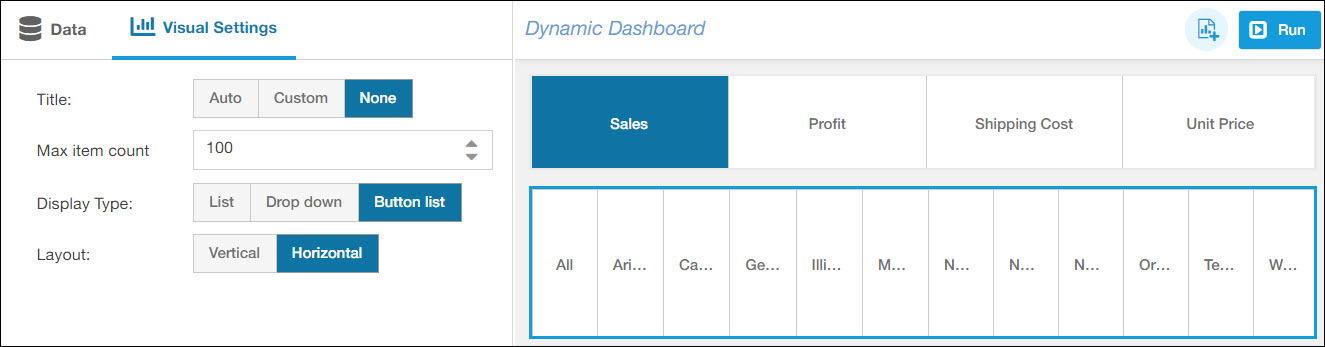 Data Visual Settings
Dynamic Dashboard Run
Title: Auto Custom None
Max item count 100
Display Type: List Drop down Button list
Layout: Vertical Horizontal
Sales Profit Shipping Cost Unit Price
All Ari... Ca... Ge... Illi... M... N... N... N... Or... Te... W...